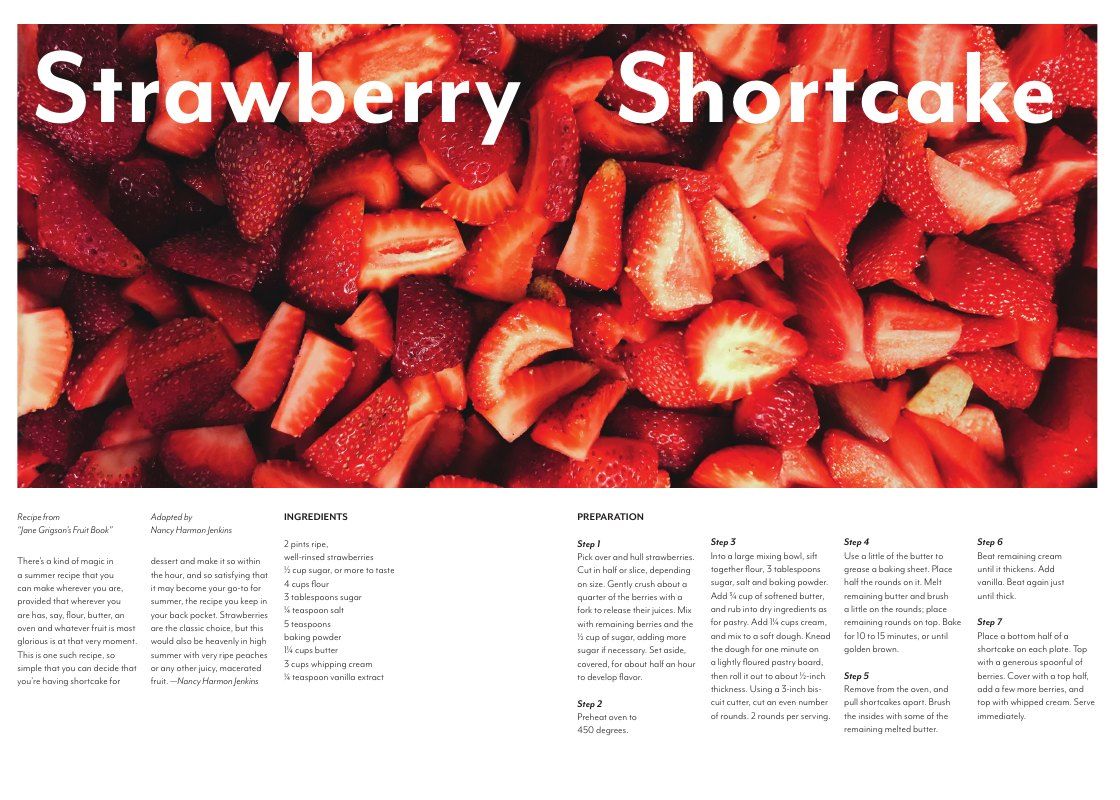 Strawberry Shortcake
Recipe from
"Jane Grigson's Fruit Book"
There's a kind of magic in
a summer recipe that you
can make wherever you are,
provided that wherever you
are has, say, flour, butter, an
oven and whatever fruit is most
glorious is at that very moment.
This is one such recipe, so
simple that you can decide that
you're having shortcake for
Adapted by
Nancy Harmon Jenkins
dessert and make it so within
the hour, and so satisfying that
it may become your go-to for
summer, the recipe you keep in
your back pocket. Strawberries
are the classic choice, but this
would also be heavenly in high
summer with very ripe peaches
or any other juicy, macerated
fruit. —Nancy Harmon Jenkins
INGREDIENTS
2 pints ripe,
well-rinsed strawberries
½ cup sugar, or more to taste
4 cups flour
3 tablespoons sugar
¼ teaspoon salt
5 teaspoons
baking powder
1¼ cups butter
3 cups whipping cream
¼ teaspoon vanilla extract
PREPARATION
Step 1
Pick over and hull strawberries.
Cut in half or slice, depending
on size. Gently crush about a
quarter of the berries with a
fork to release their juices. Mix
with remaining berries and the
½ cup of sugar, adding more
sugar if necessary. Set aside,
covered, for about half an hour
to develop flavor.
Step 2
Preheat oven to
450 degrees.
Step 3
Into a large mixing bowl, sift
together flour, 3 tablespoons
sugar, salt and baking powder.
Add ¾ cup of softened butter,
and rub into dry ingredients as
for pastry. Add 1¼ cups cream,
and mix to a soft dough. Knead
the dough for one minute on
a lightly floured pastry board,
then roll it out to about ½-inch
thickness. Using a 3-inch bis-
cuit cutter, cut an even number
of rounds. 2 rounds per serving.
Step 4
Use a little of the butter to
grease a baking sheet. Place
half the rounds on it. Melt
remaining butter and brush
a little on the rounds; place
remaining rounds on top. Bake
for 10 to 15 minutes, or until
golden brown.
Step 5
Remove from the oven, and
pull shortcakes apart. Brush
the insides with some of the
remaining melted butter.
Step 6
Beat remaining cream
until it thickens. Add
vanilla. Beat again just
until thick.
Step 7
Place a bottom half of a
shortcake on each plate. Top
with a generous spoonful of
berries. Cover with a top half,
add a few more berries, and
top with whipped cream. Serve
immediately.